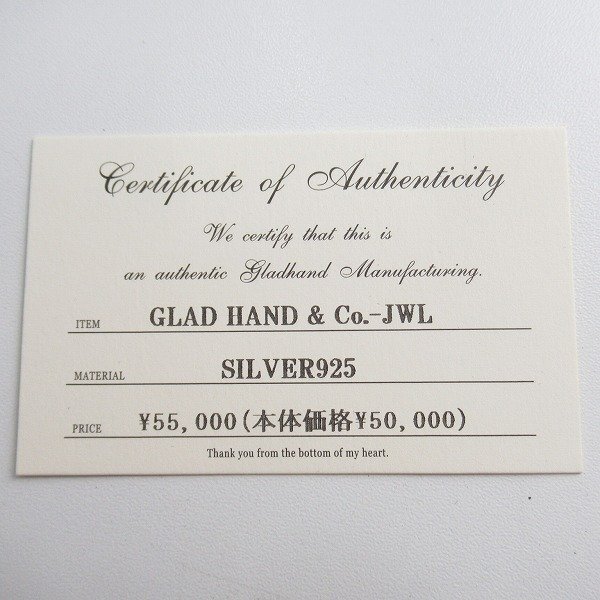 Certificate of Authenticity
We certify that this is
an authentic Gladhand Manufacturing.
ITEM GLAD HAND & Co.-JWL
MATERIAL SILVER925
PRICE ¥55,000(本体価格¥50,000)
Thank you from the bottom of my heart.